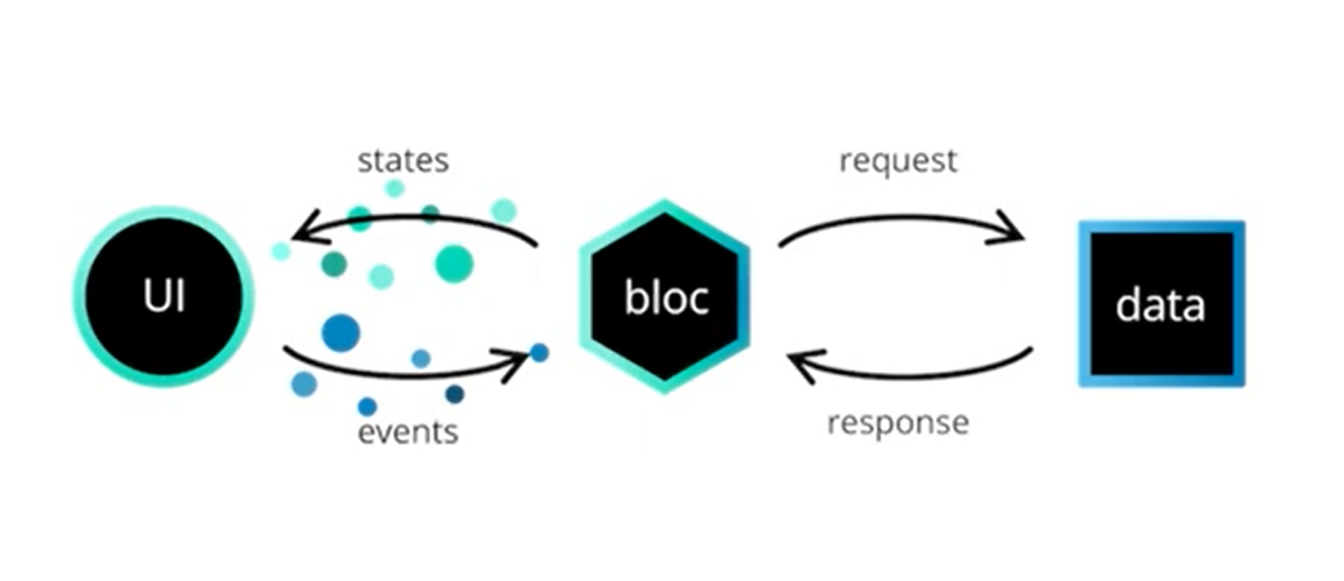 states
request
UI
bloc
data
events
response